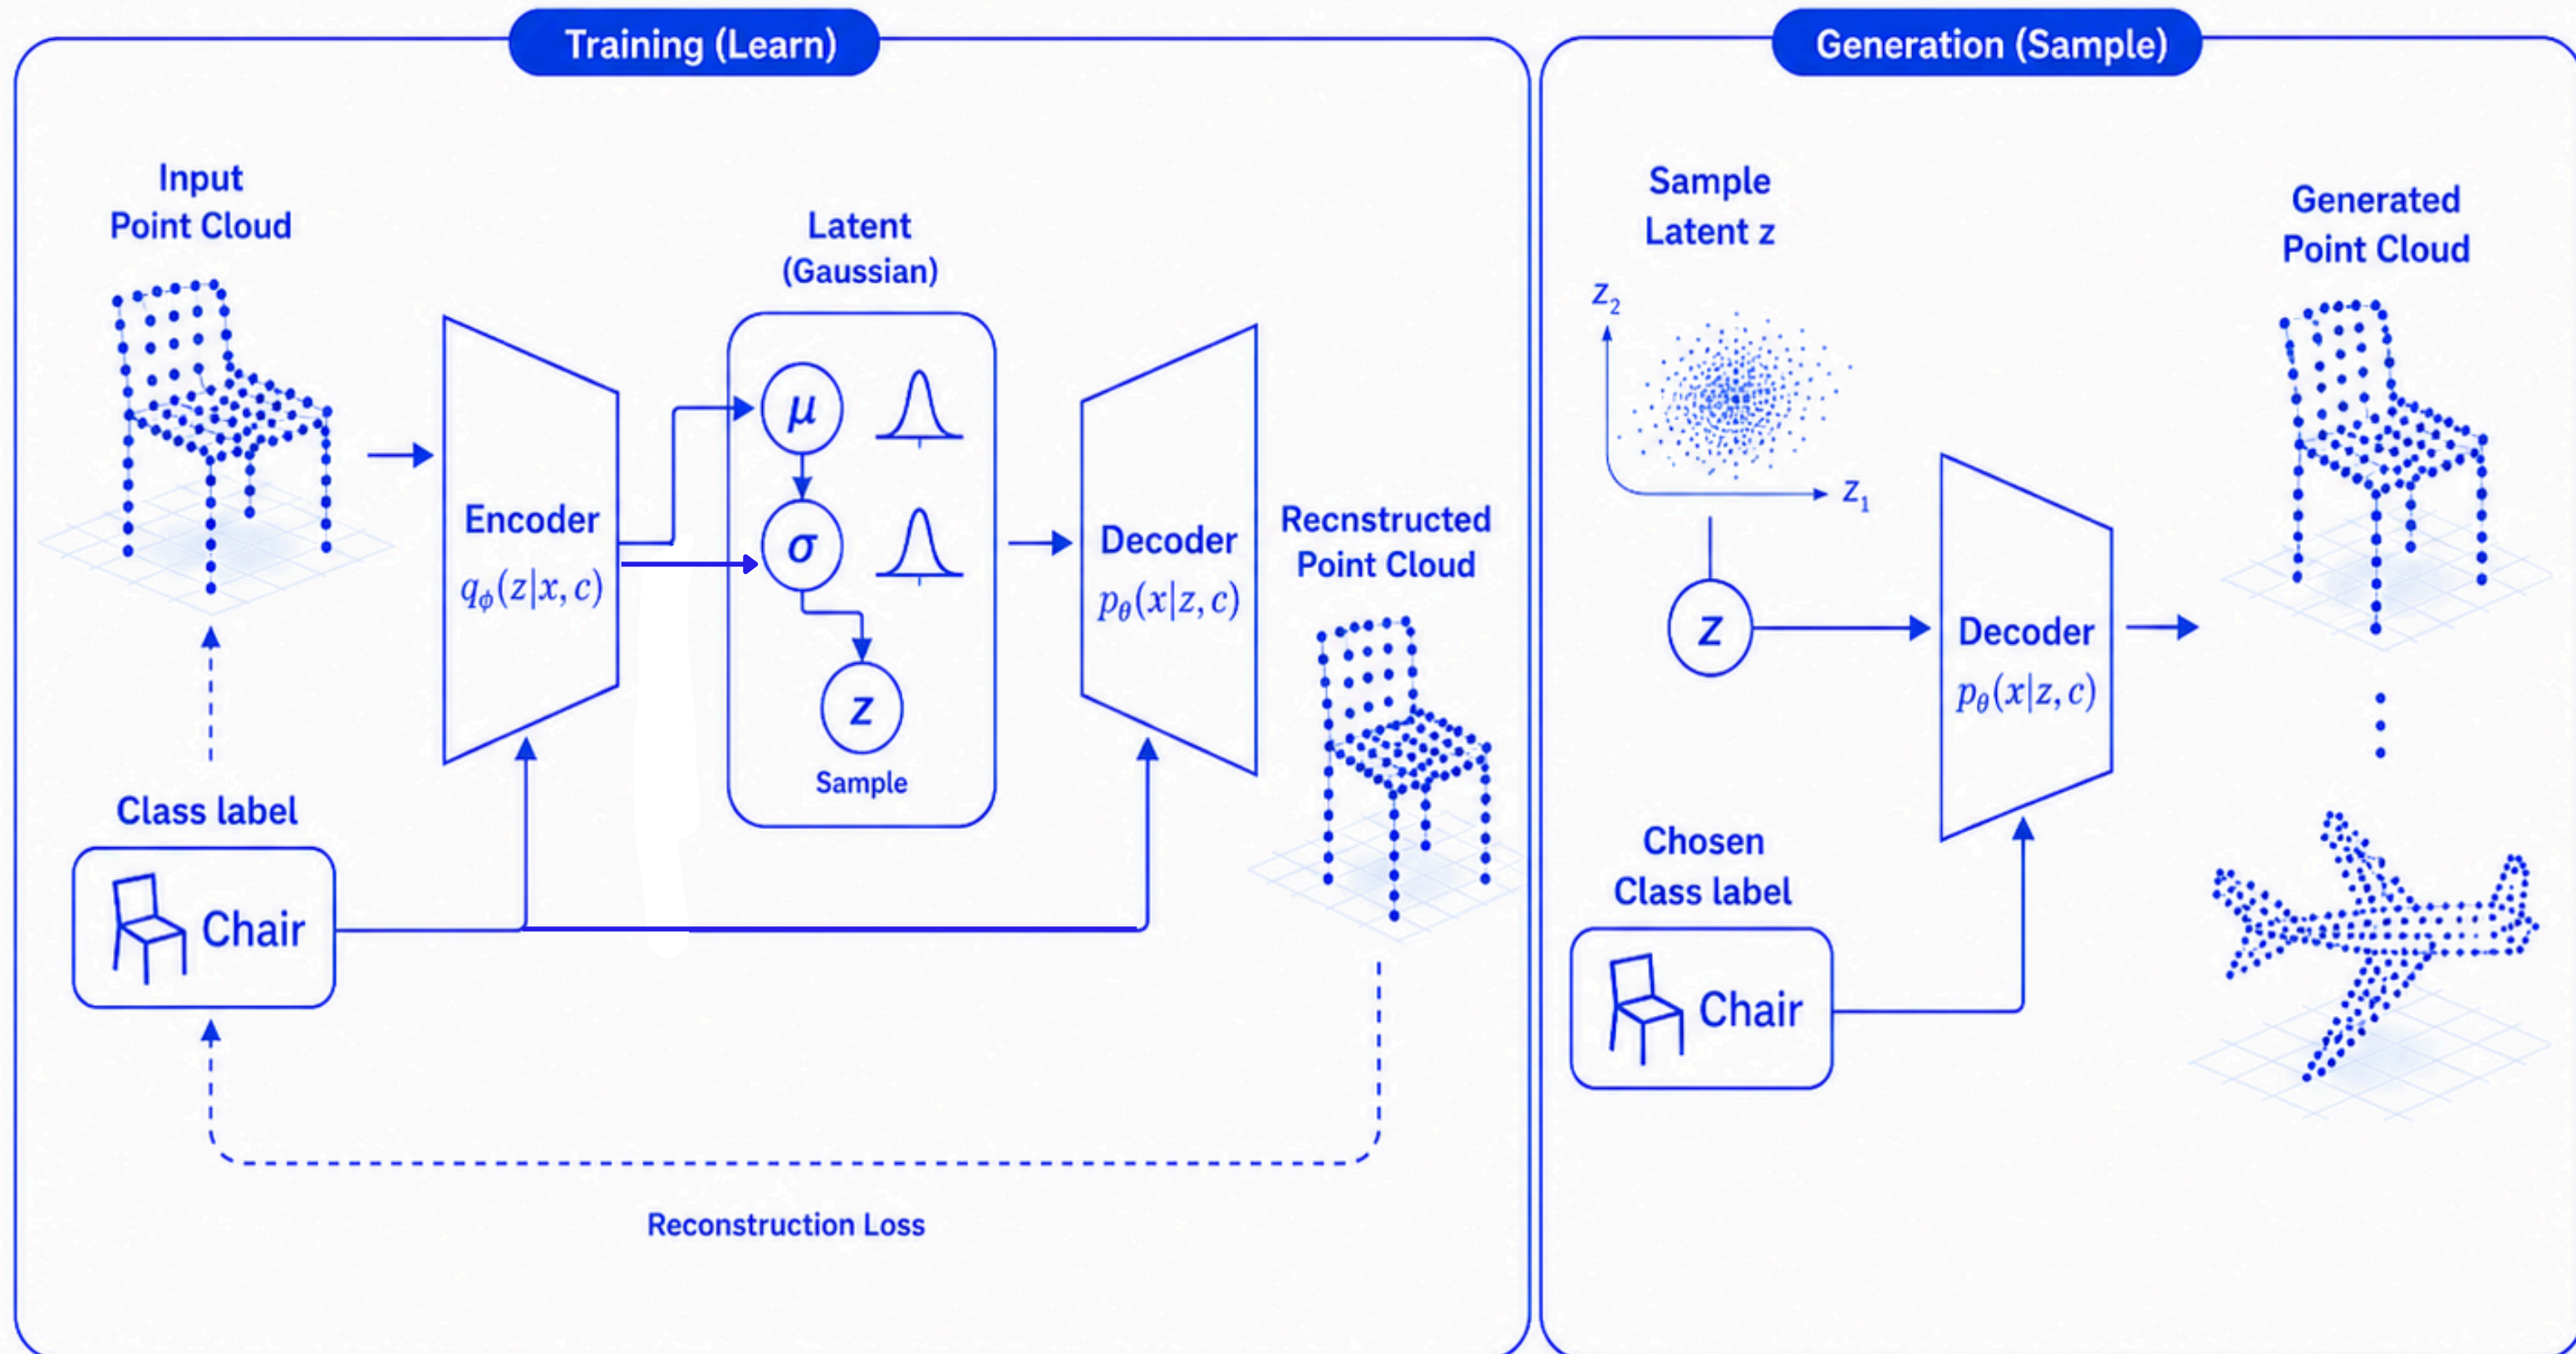 Training (Learn)
Input
Point Cloud
Latent
(Gaussian)
μ
Encoder
qϕ(z|x, c)
σ
Decoder
pθ(x|z, c)
z
Sample
Recnstructed
Point Cloud
Class label
Chair
Reconstruction Loss
Generation (Sample)
Sample
Latent z
z₂
z₁
z
Decoder
pθ(x|z, c)
Generated
Point Cloud
Chosen
Class label
Chair